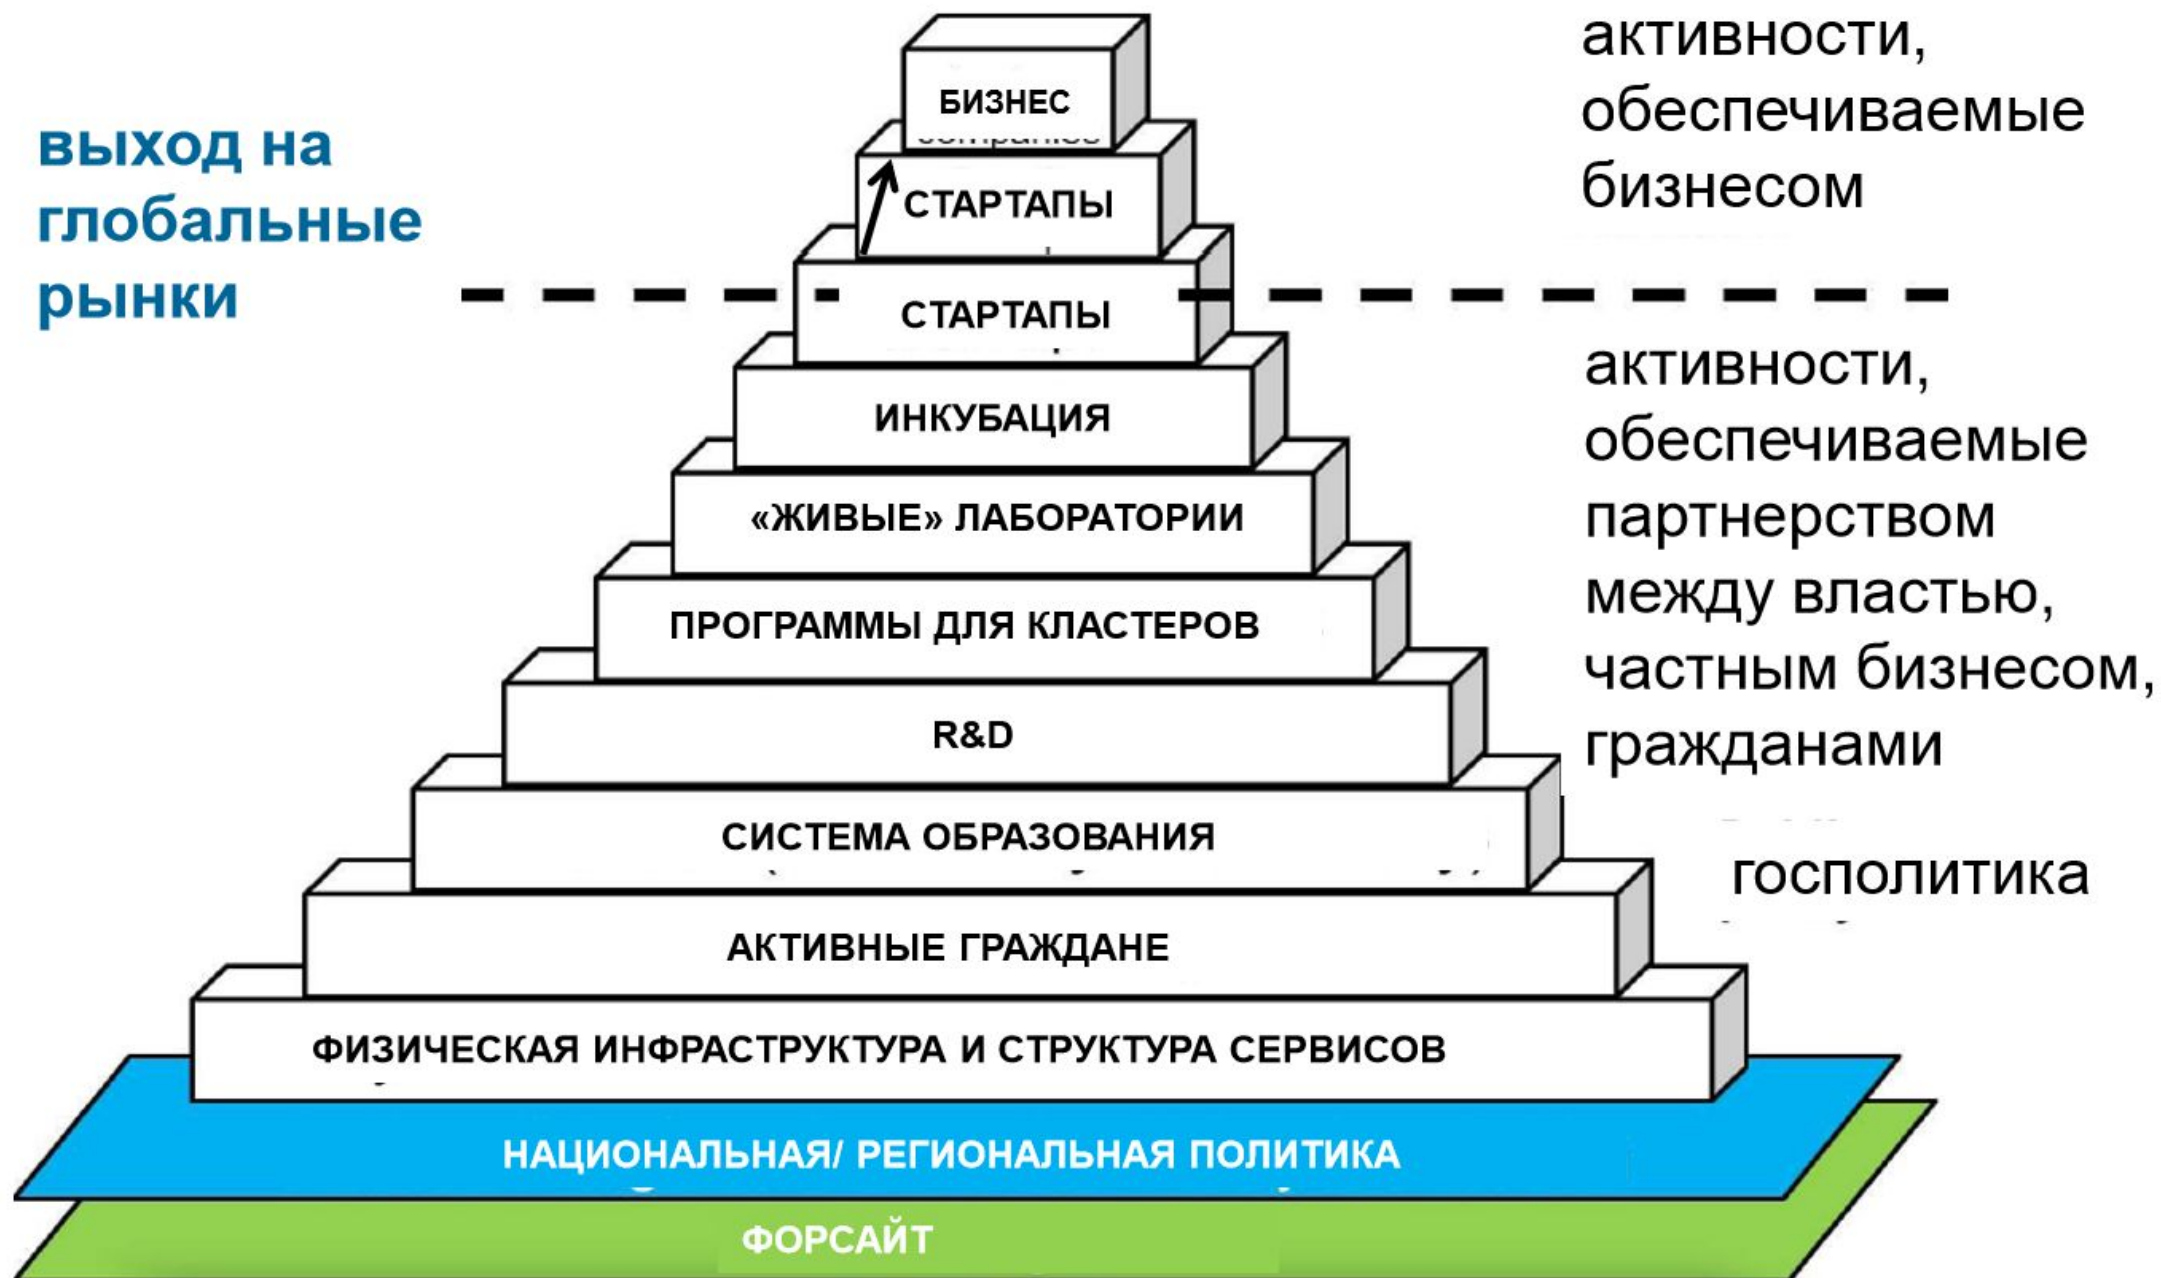 активности,
обеспечиваемые
бизнесом
выход на
глобальные
рынки
БИЗНЕС
СТАРТАПЫ
СТАРТАПЫ
ИНКУБАЦИЯ
«ЖИВЫЕ» ЛАБОРАТОРИИ
ПРОГРАММЫ ДЛЯ КЛАСТЕРОВ
R&D
СИСТЕМА ОБРАЗОВАНИЯ
АКТИВНЫЕ ГРАЖДАНЕ
ФИЗИЧЕСКАЯ ИНФРАСТРУКТУРА И СТРУКТУРА СЕРВИСОВ
активности,
обеспечиваемые
партнерством
между властью,
частным бизнесом,
гражданами
госполитика
НАЦИОНАЛЬНАЯ/ РЕГИОНАЛЬНАЯ ПОЛИТИКА
ФОРСАЙТ